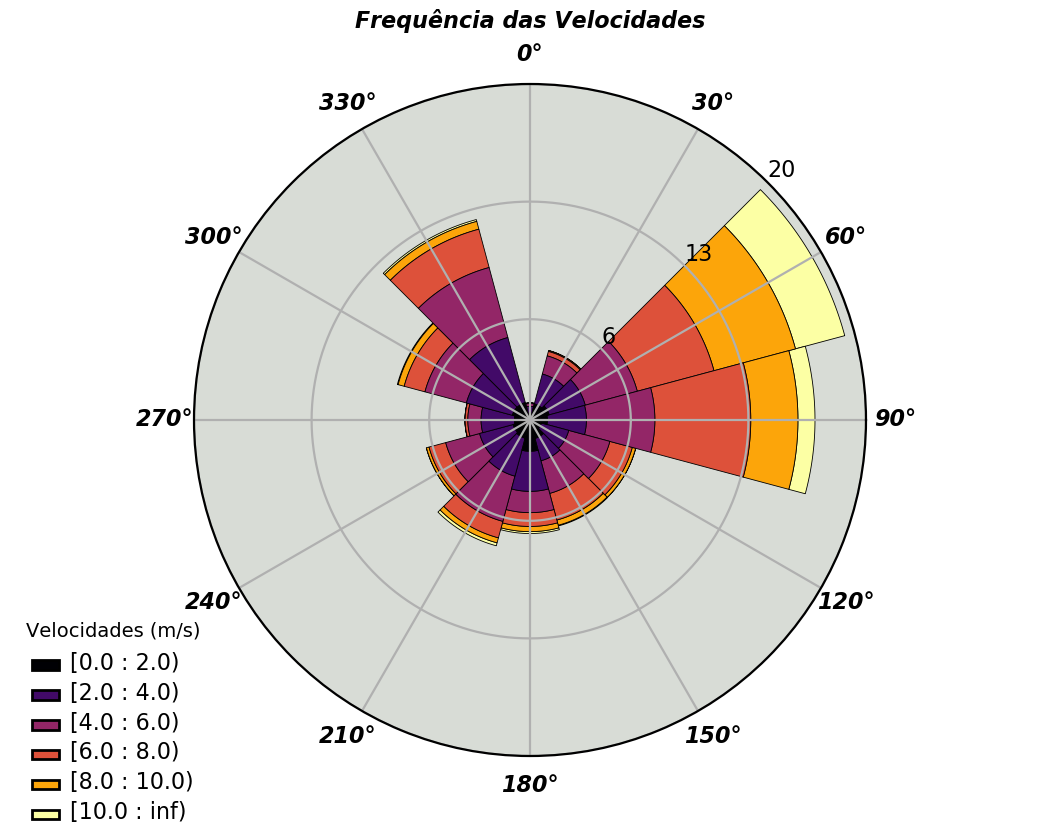 Frequência das Velocidades
0°
330°
30°
20
300°
60°
13
6
270°
90°
240°
120°
210°
150°
180°
Velocidades (m/s)
[0.0 : 2.0)
[2.0 : 4.0)
[4.0 : 6.0)
[6.0 : 8.0)
[8.0 : 10.0)
[10.0 : inf)